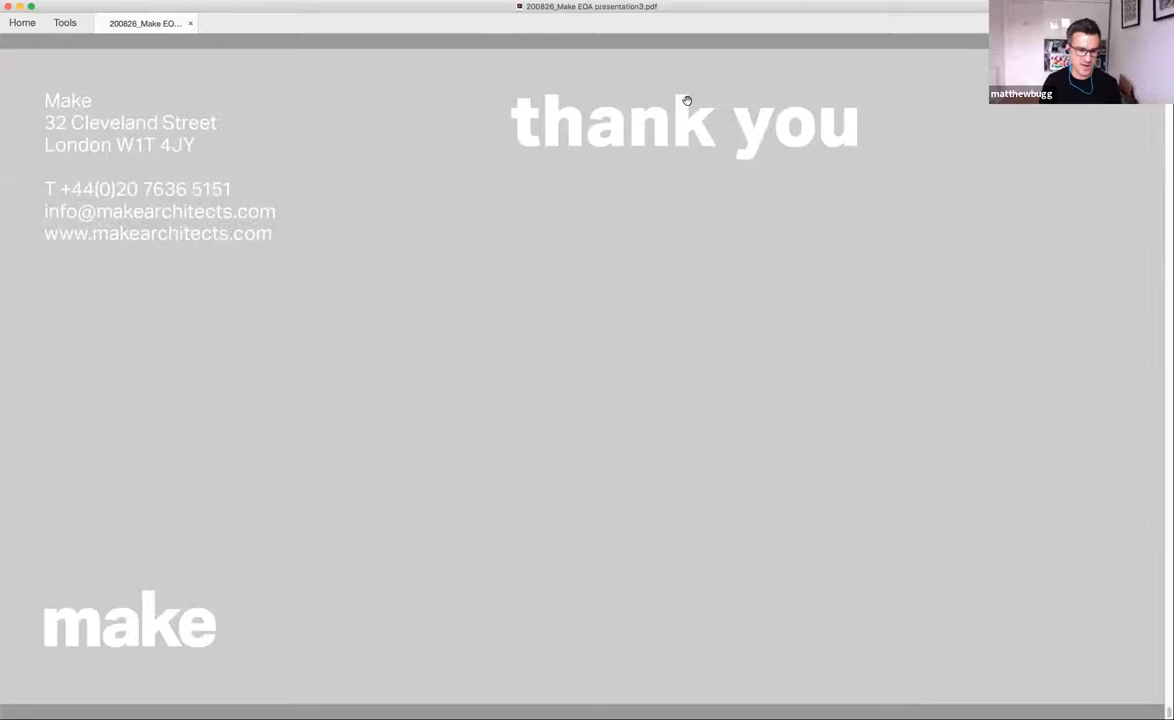 200826_Make EOA presentation3.pdf
Home
Tools
200826_Make EO... ×
matthewbugg
Make
32 Cleveland Street
London W1T 4JY
T +44(0)20 7636 5151
info@makearchitects.com
www.makearchitects.com
thank you
make